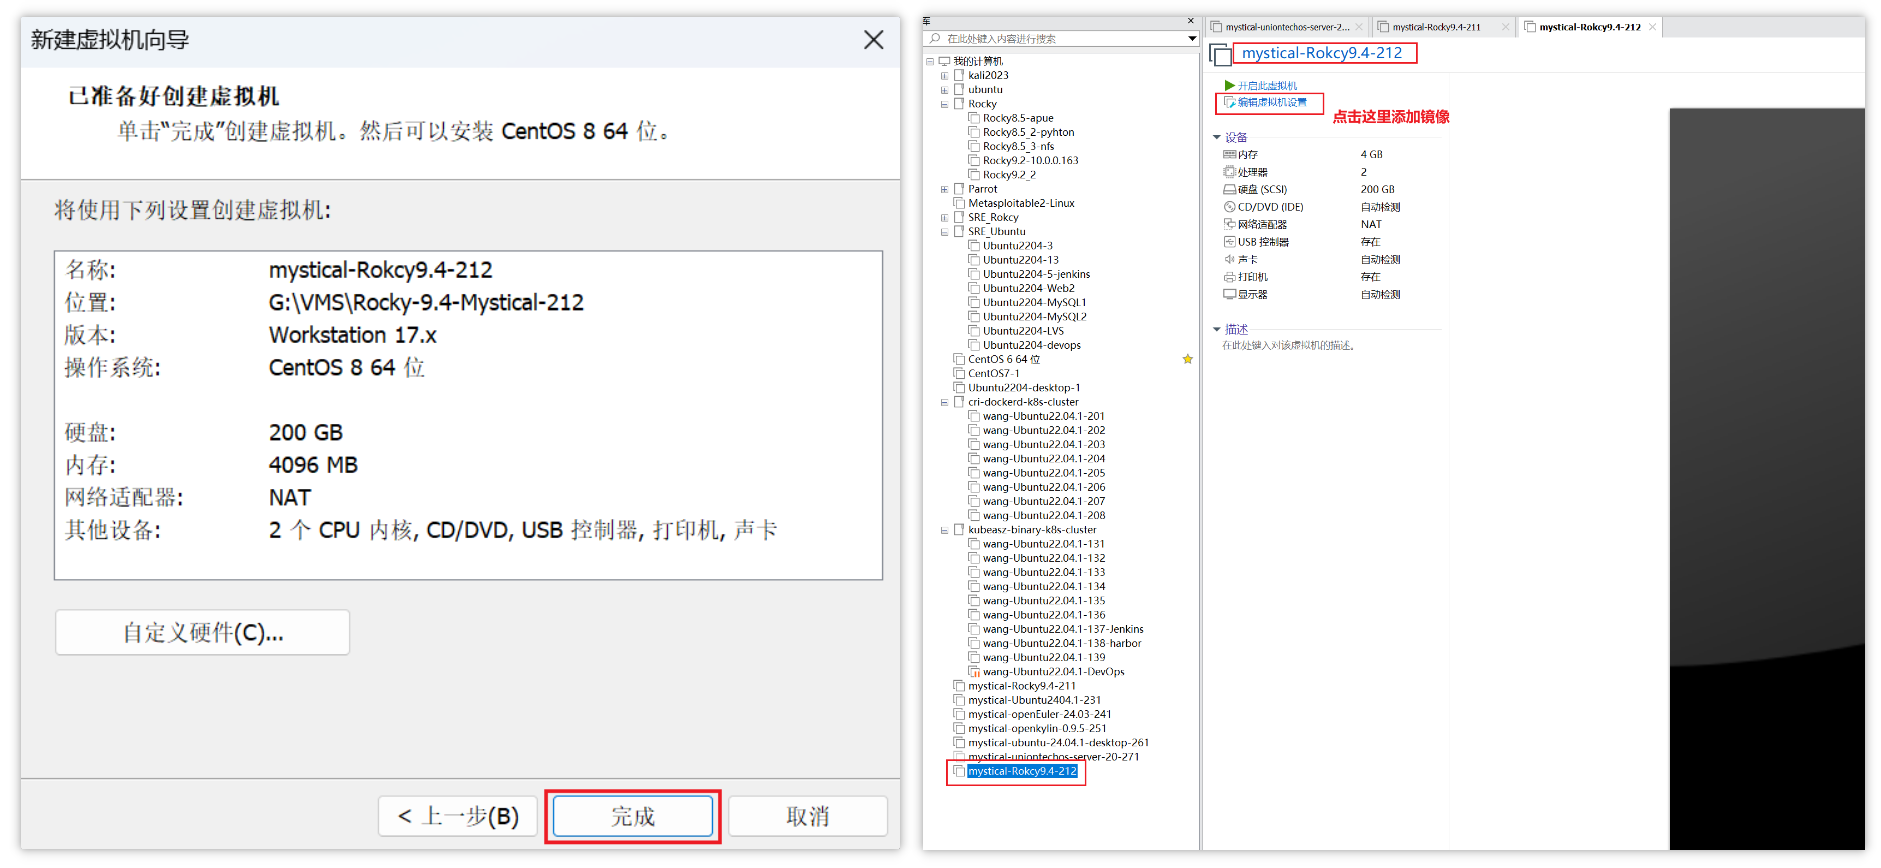 新建虚拟机向导
已准备好创建虚拟机
单击“完成”创建虚拟机。然后可以安装 CentOS 8 64 位。
将使用下列设置创建虚拟机:
名称: mystical-Rokcy9.4-212
位置: G:\VMS\Rocky-9.4-Mystical-212
版本: Workstation 17.x
操作系统: CentOS 8 64 位
硬盘: 200 GB
内存: 4096 MB
网络适配器: NAT
其他设备: 2 个 CPU 内核, CD/DVD, USB 控制器, 打印机, 声卡
自定义硬件(C)...
< 上一步(B)
完成
取消
库
在此处键入内容进行搜索
我的计算机
kali2023
ubuntu
Rocky
Rocky8.5-apue
Rocky8.5_2-pyhton
Rocky8.5_3-nfs
Rocky9.2-10.0.0.163
Rocky9.2_2
Parrot
Metasploitable2-Linux
SRE_Rokcy
SRE_Ubuntu
Ubuntu2204-3
Ubuntu2204-13
Ubuntu2204-5-jenkins
Ubuntu2204-Web2
Ubuntu2204-MySQL1
Ubuntu2204-MySQL2
Ubuntu2204-LVS
Ubuntu2204-devops
CentOS 6 64 位
CentOS7-1
Ubuntu2204-desktop-1
cri-dockerd-k8s-cluster
wang-Ubuntu22.04.1-201
wang-Ubuntu22.04.1-202
wang-Ubuntu22.04.1-203
wang-Ubuntu22.04.1-204
wang-Ubuntu22.04.1-205
wang-Ubuntu22.04.1-206
wang-Ubuntu22.04.1-207
wang-Ubuntu22.04.1-208
kubeasz-binary-k8s-cluster
wang-Ubuntu22.04.1-131
wang-Ubuntu22.04.1-132
wang-Ubuntu22.04.1-133
wang-Ubuntu22.04.1-134
wang-Ubuntu22.04.1-135
wang-Ubuntu22.04.1-136
wang-Ubuntu22.04.1-137-Jenkins
wang-Ubuntu22.04.1-138-harbor
wang-Ubuntu22.04.1-139
wang-Ubuntu22.04.1-DevOps
mystical-Rocky9.4-211
mystical-Ubuntu2404.1-231
mystical-openEuler-24.03-241
mystical-openkylin-0.9.5-251
mystical-ubuntu-24.04.1-desktop-261
mystical-uniontechos-server-20-271
mystical-Rokcy9.4-212
mystical-uniontechos-server-2...
mystical-Rocky9.4-211
mystical-Rokcy9.4-212
mystical-Rokcy9.4-212
开启此虚拟机
编辑虚拟机设置
点击这里添加镜像
设备
内存 4 GB
处理器 2
硬盘 (SCSI) 200 GB
CD/DVD (IDE) 自动检测
网络适配器 NAT
USB 控制器 存在
声卡 自动检测
打印机 存在
显示器 自动检测
描述
在此处键入对该虚拟机的描述。